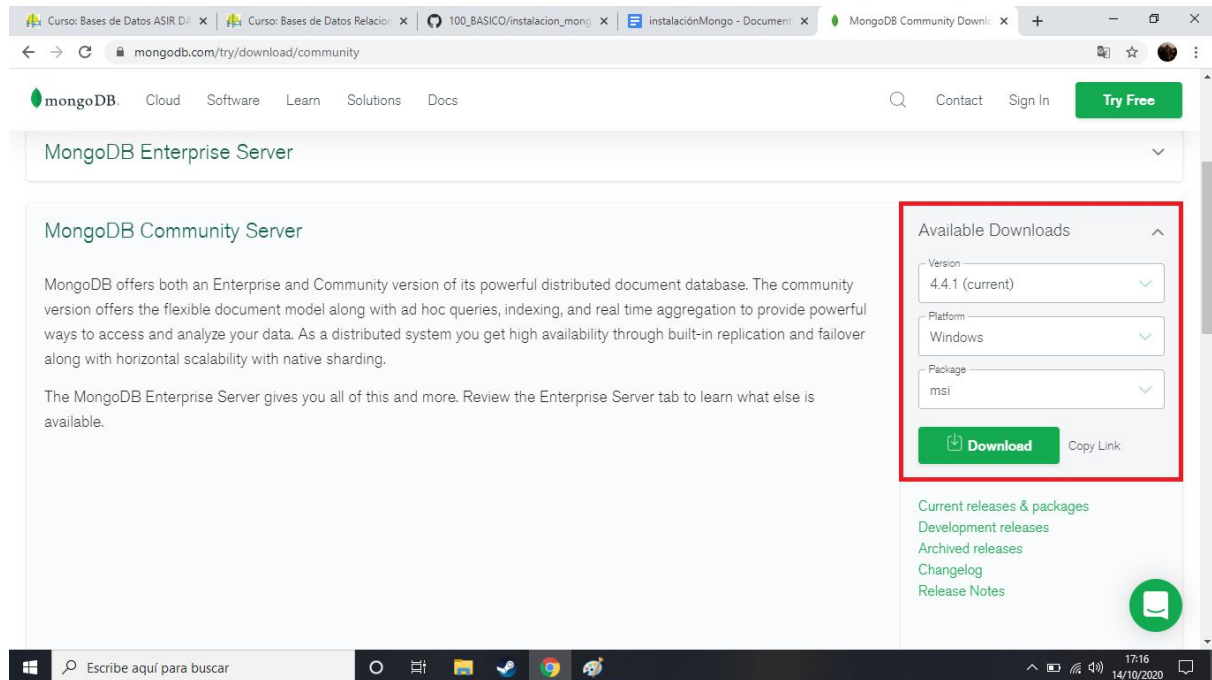 Curso: Bases de Datos ASIR DA
Curso: Bases de Datos Relacion
100_BASICO/instalacion_mong
instalaciónMongo - Document
MongoDB Community Downlo
mongodb.com/try/download/community
mongoDB.
Cloud
Software
Learn
Solutions
Docs
Contact
Sign In
Try Free
MongoDB Enterprise Server
MongoDB Community Server
MongoDB offers both an Enterprise and Community version of its powerful distributed document database. The community
version offers the flexible document model along with ad hoc queries, indexing, and real time aggregation to provide powerful
ways to access and analyze your data. As a distributed system you get high availability through built-in replication and failover
along with horizontal scalability with native sharding.
The MongoDB Enterprise Server gives you all of this and more. Review the Enterprise Server tab to learn what else is
available.
Available Downloads
Version
4.4.1 (current)
Platform
Windows
Package
msi
Download
Copy Link
Current releases & packages
Development releases
Archived releases
Changelog
Release Notes
Escribe aquí para buscar
17:16
14/10/2020